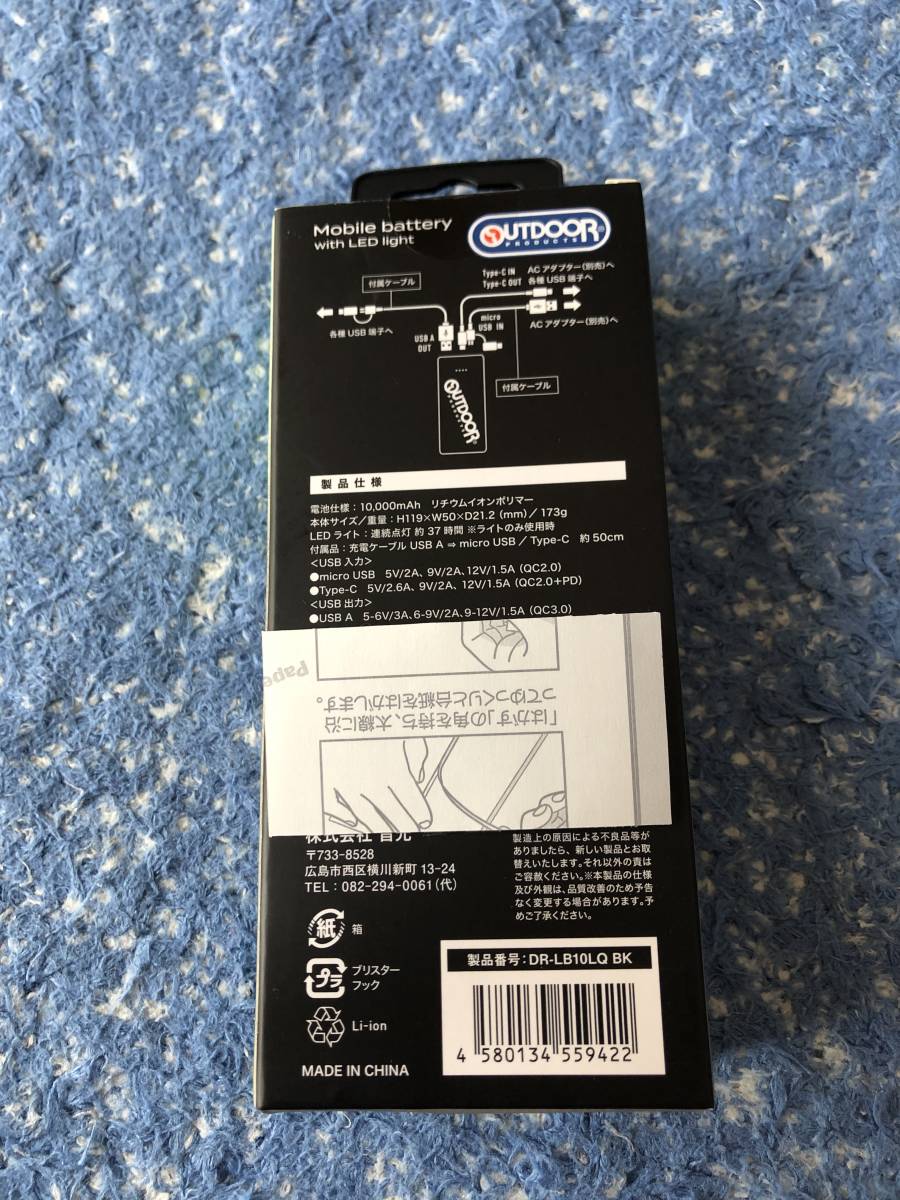 Mobile battery
with LED light
OUTDOOR®
PRODUCTS
付属ケーブル
Type-C IN
Type-C OUT
ACアダプター(別売)へ
各種 USB 端子へ
各種 USB 端子へ
USB A
OUT
micro
USB IN
ACアダプター(別売)へ
付属ケーブル
OUTDOOR
製品仕様
電池仕様:10,000mAh リチウムイオンポリマー
本体サイズ/重量:H119×W50×D21.2 (mm)/173g
LED ライト:連続点灯 約 37 時間 ※ライトのみ使用時
付属品:充電ケーブル USB A ⇒ micro USB / Type-C 約 50cm
<USB 入力>
●micro USB 5V/2A、9V/2A、12V/1.5A (QC2.0)
●Type-C 5V/2.6A、9V/2A、12V/1.5A (QC2.0+PD)
<USB 出力>
●USB A 5-6V/3A、6-9V/2A、9-12V/1.5A (QC3.0)
Pape
「はがす」の角を持ち、太線に沿
ってゆっくりと台紙をはがします。
株式会社
〒733-8528
広島市西区横川新町 13-24
TEL:082-294-0061(代)
製造上の原因による不良品等が
ありましたら、新しい製品とお取
替えいたします。それ以外の責は
ご容赦ください。※本製品の仕様
及び外観は、品質改善のため予告
なく変更する場合があります。予
めご了承ください。
紙 箱
プラ ブリスター
フック
Li-ion
MADE IN CHINA
製品番号:DR-LB10LQ BK
4 580134 559422